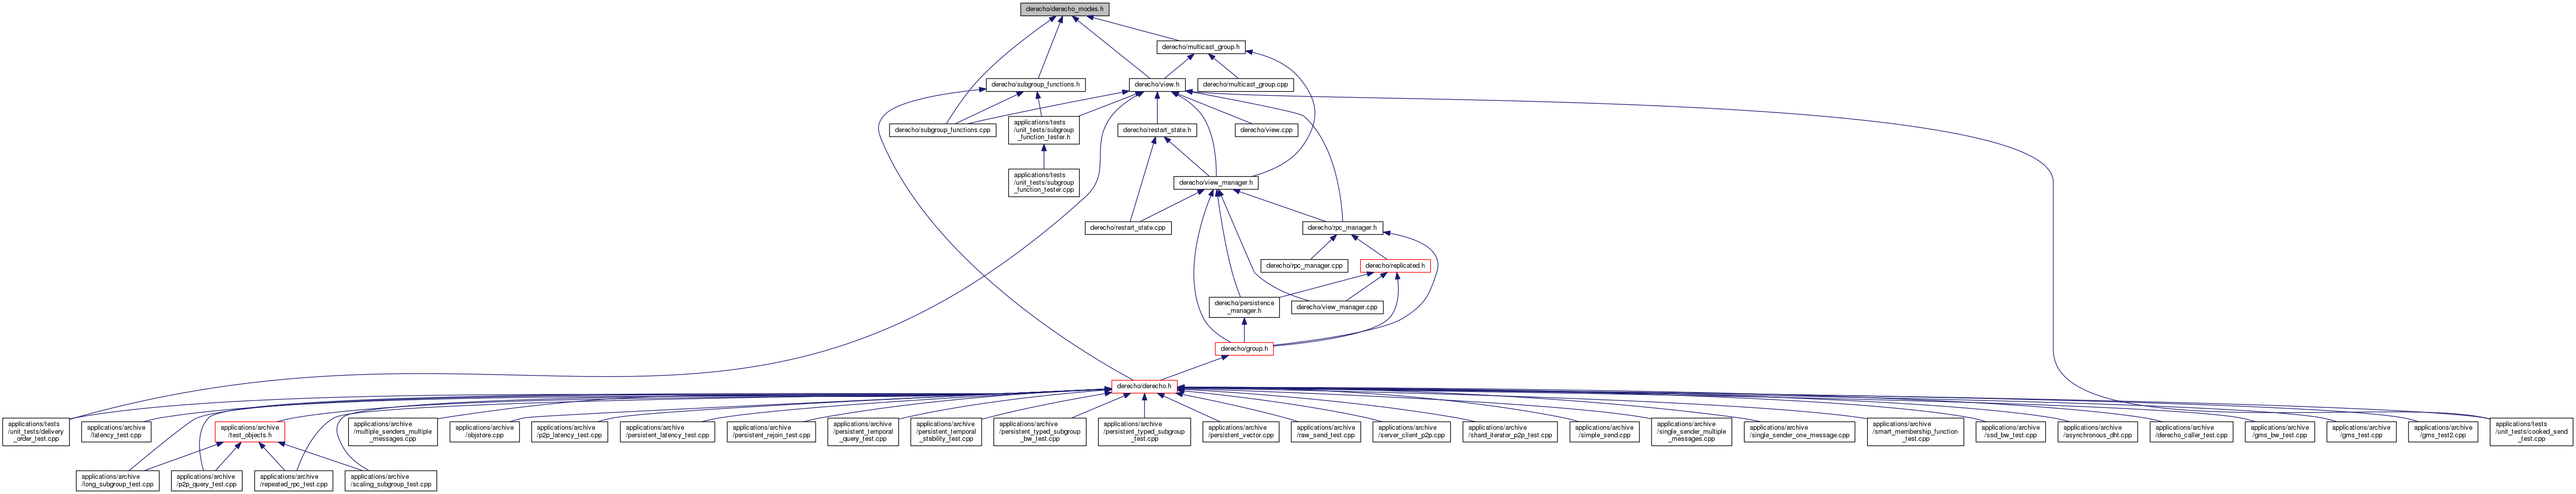 derecho/derecho_modes.h
derecho/multicast_group.h
derecho/subgroup_functions.h
derecho/view.h
derecho/multicast_group.cpp
derecho/subgroup_functions.cpp
applications/tests
/unit_tests/subgroup
_function_tester.h
derecho/restart_state.h
derecho/view.cpp
applications/tests
/unit_tests/subgroup
_function_tester.cpp
derecho/view_manager.h
derecho/restart_state.cpp
derecho/rpc_manager.h
derecho/rpc_manager.cpp
derecho/replicated.h
derecho/persistence
_manager.h
derecho/view_manager.cpp
derecho/group.h
derecho/derecho.h
applications/tests
/unit_tests/delivery
_order_test.cpp
applications/archive
/latency_test.cpp
applications/archive
/test_objects.h
applications/archive
/multiple_senders_multiple
_messages.cpp
applications/archive
/objstore.cpp
applications/archive
/p2p_latency_test.cpp
applications/archive
/persistent_latency_test.cpp
applications/archive
/persistent_rejoin_test.cpp
applications/archive
/persistent_temporal
_query_test.cpp
applications/archive
/persistent_temporal
_stability_test.cpp
applications/archive
/persistent_typed_subgroup
_bw_test.cpp
applications/archive
/persistent_typed_subgroup
_test.cpp
applications/archive
/persistent_vector.cpp
applications/archive
/raw_send_test.cpp
applications/archive
/server_client_p2p.cpp
applications/archive
/shard_iterator_p2p_test.cpp
applications/archive
/simple_send.cpp
applications/archive
/single_sender_multiple
_messages.cpp
applications/archive
/single_sender_one_message.cpp
applications/archive
/smart_membership_function
_test.cpp
applications/archive
/ssd_bw_test.cpp
applications/archive
/asynchronous_dht.cpp
applications/archive
/derecho_caller_test.cpp
applications/archive
/gms_bw_test.cpp
applications/archive
/gms_test.cpp
applications/archive
/gms_test2.cpp
applications/tests
/unit_tests/cooked_send
_test.cpp
applications/archive
/long_subgroup_test.cpp
applications/archive
/p2p_query_test.cpp
applications/archive
/repeated_rpc_test.cpp
applications/archive
/scaling_subgroup_test.cpp